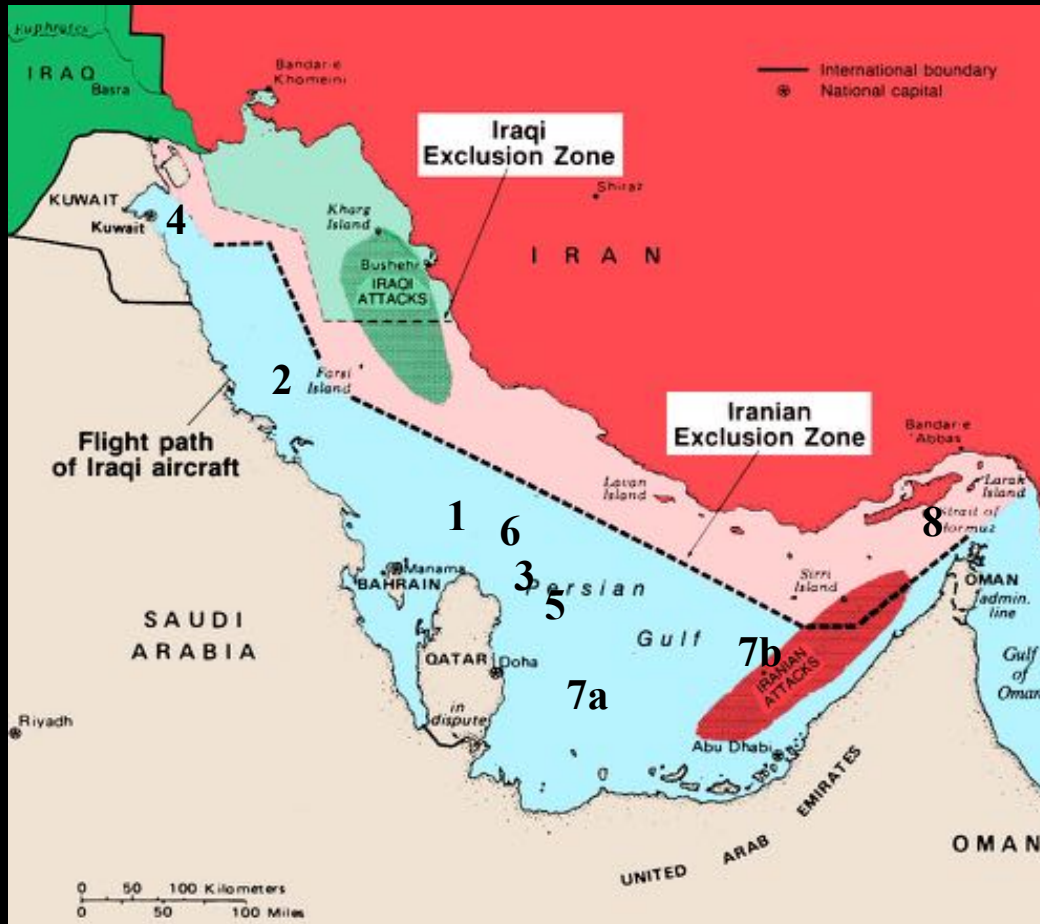 Euphrates
IRAQ
Basra
Bandar-e
Khomeini
International boundary
National capital
Iraqi
Exclusion Zone
Shiraz
KUWAIT
Kuwait
4
Kharg
Island
IRAN
Bushehr
IRAQI
ATTACKS
2
Farsi
Island
Flight path
of Iraqi aircraft
Iranian
Exclusion Zone
Bandar-e
Abbas
Lavan
Island
Larak
Island
1
6
8
Strait of
Hormuz
Manama
BAHRAIN
3
Persian
5
Sirri
Island
OMAN
admin.
line
SAUDI
ARABIA
Gulf
7b
QATAR
Doha
IRANIAN
ATTACKS
Gulf
of
Oman
7a
Riyadh
in
dispute
Abu Dhabi
UNITED ARAB EMIRATES
OMAN
0 50 100 Kilometers
0 50 100 Miles